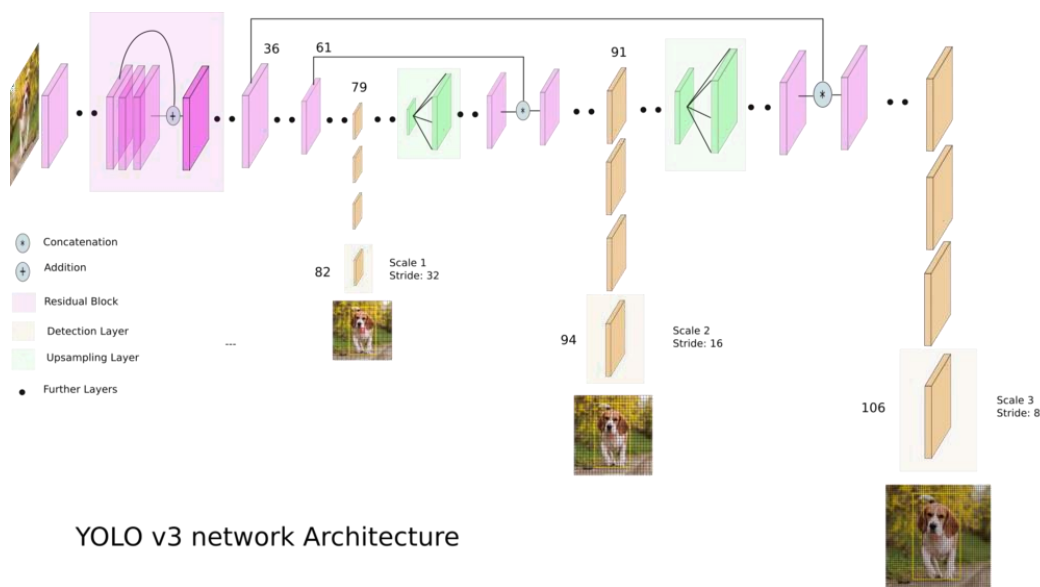 36
61
79
91
Concatenation
Addition
Residual Block
Detection Layer
Upsampling Layer
Further Layers
---
82
Scale 1
Stride: 32
94
Scale 2
Stride: 16
106
Scale 3
Stride: 8
YOLO v3 network Architecture